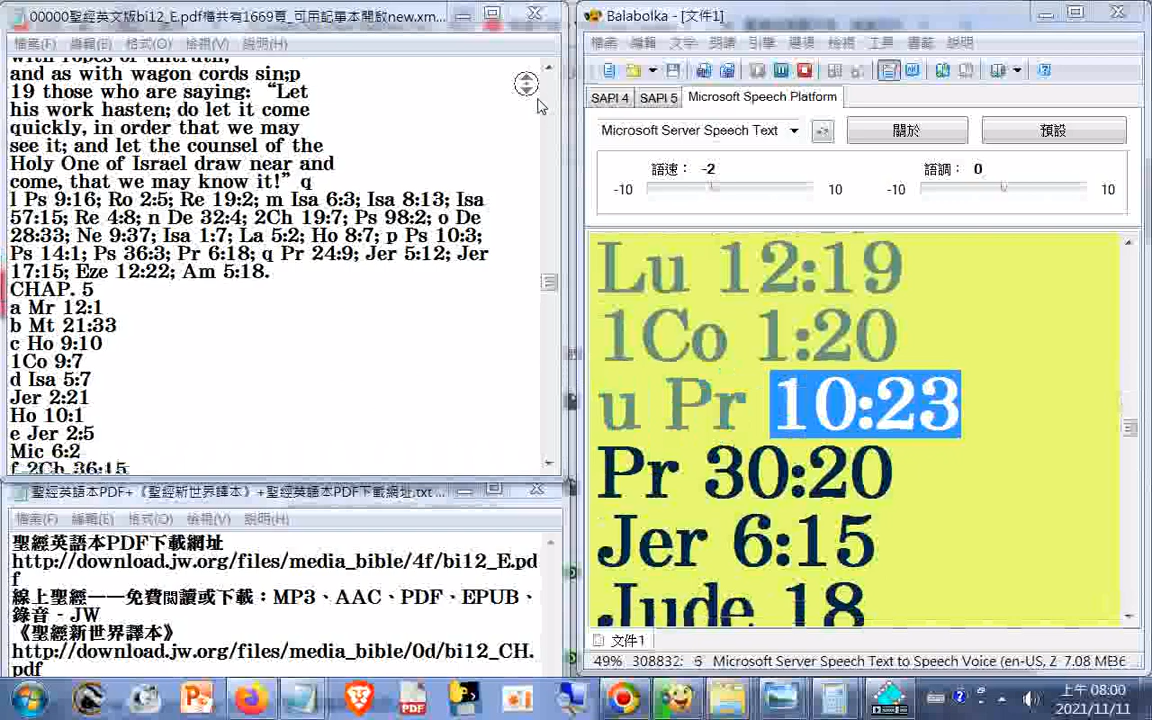 00000聖經英文版bi12_E.pdf檔共有1669頁_可用記事本開啟new.xm...
檔案(F) 編輯(E) 格式(O) 檢視(V) 說明(H)
with ropes of untruth,
and as with wagon cords sin;p
19 those who are saying: “Let
his work hasten; do let it come
quickly, in order that we may
see it; and let the counsel of the
Holy One of Israel draw near and
come, that we may know it!” q
l Ps 9:16; Ro 2:5; Re 19:2; m Isa 6:3; Isa 8:13; Isa
57:15; Re 4:8; n De 32:4; 2Ch 19:7; Ps 98:2; o De
28:33; Ne 9:37; Isa 1:7; La 5:2; Ho 8:7; p Ps 10:3;
Ps 14:1; Ps 36:3; Pr 6:18; q Pr 24:9; Jer 5:12; Jer
17:15; Eze 12:22; Am 5:18.
CHAP. 5
a Mr 12:1
b Mt 21:33
c Ho 9:10
1Co 9:7
d Isa 5:7
Jer 2:21
Ho 10:1
e Jer 2:5
Mic 6:2
f 2Ch 36:15
聖經英語本PDF+《聖經新世界譯本》+聖經英語本PDF下載網址.txt ...
檔案(F) 編輯(E) 格式(O) 檢視(V) 說明(H)
聖經英語本PDF下載網址
http://download.jw.org/files/media_bible/4f/bi12_E.pd
f
線上聖經——免費閱讀或下載：MP3、AAC、PDF、EPUB、
錄音 - JW
《聖經新世界譯本》
http://download.jw.org/files/media_bible/0d/bi12_CH.
pdf
Balabolka - [文件1]
檔案 編輯 文字 朗讀 引擎 選項 檢視 工具 書籤 說明
SAPI 4 SAPI 5 Microsoft Speech Platform
Microsoft Server Speech Text 關於 預設
語速： -2 語調： 0
-10 10 -10 10
Lu 12:19
1Co 1:20
u Pr 10:23
Pr 30:20
Jer 6:15
Jude 18
文件1
49% 308832: 6 Microsoft Server Speech Text to Speech Voice (en-US, Z 7.08 MB
上午 08:00
2021/11/11